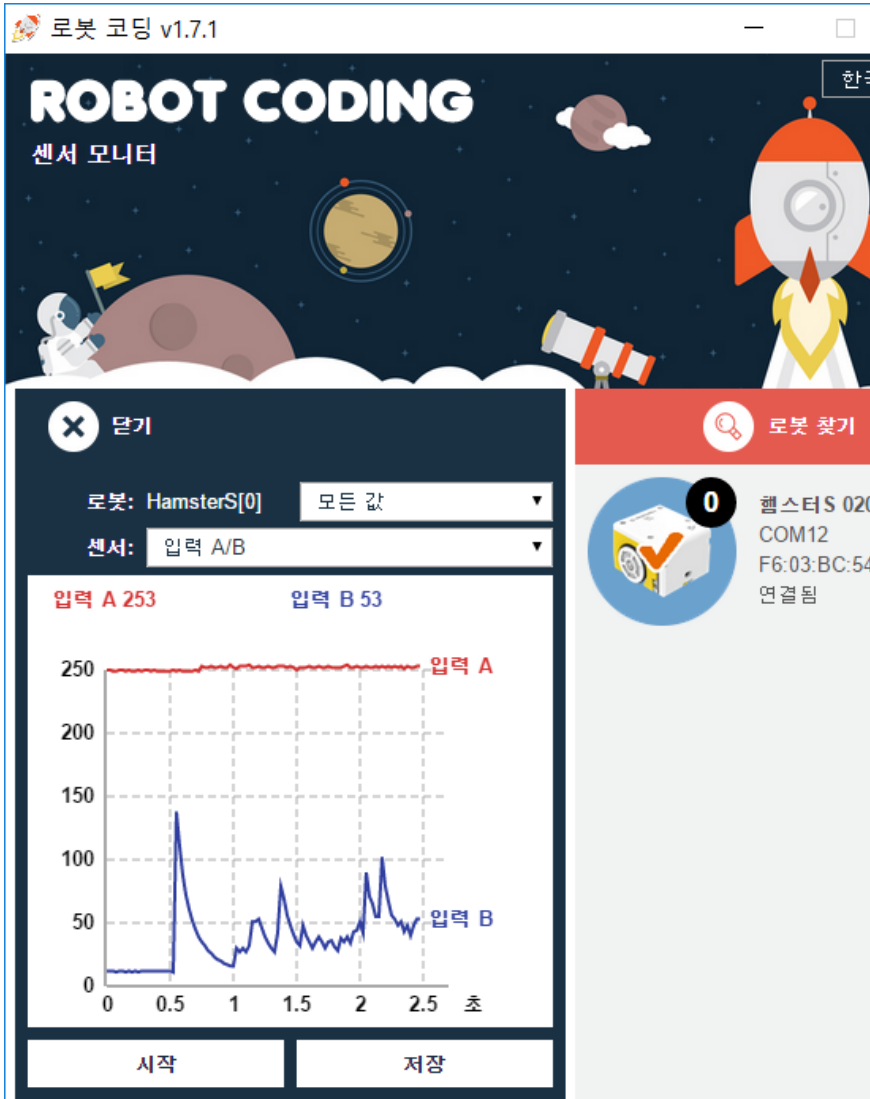 로봇 코딩 v1.7.1
ROBOT CODING
센서 모니터
닫기
로봇: HamsterS[0] 모든 값
센서: 입력 A/B
입력 A 253 입력 B 53
250
200
150
100
50
0
입력 A
입력 B
0 0.5 1 1.5 2 2.5 초
시작 저장
로봇 찾기
0
햄스터S 020
COM12
F6:03:BC:54
연결됨